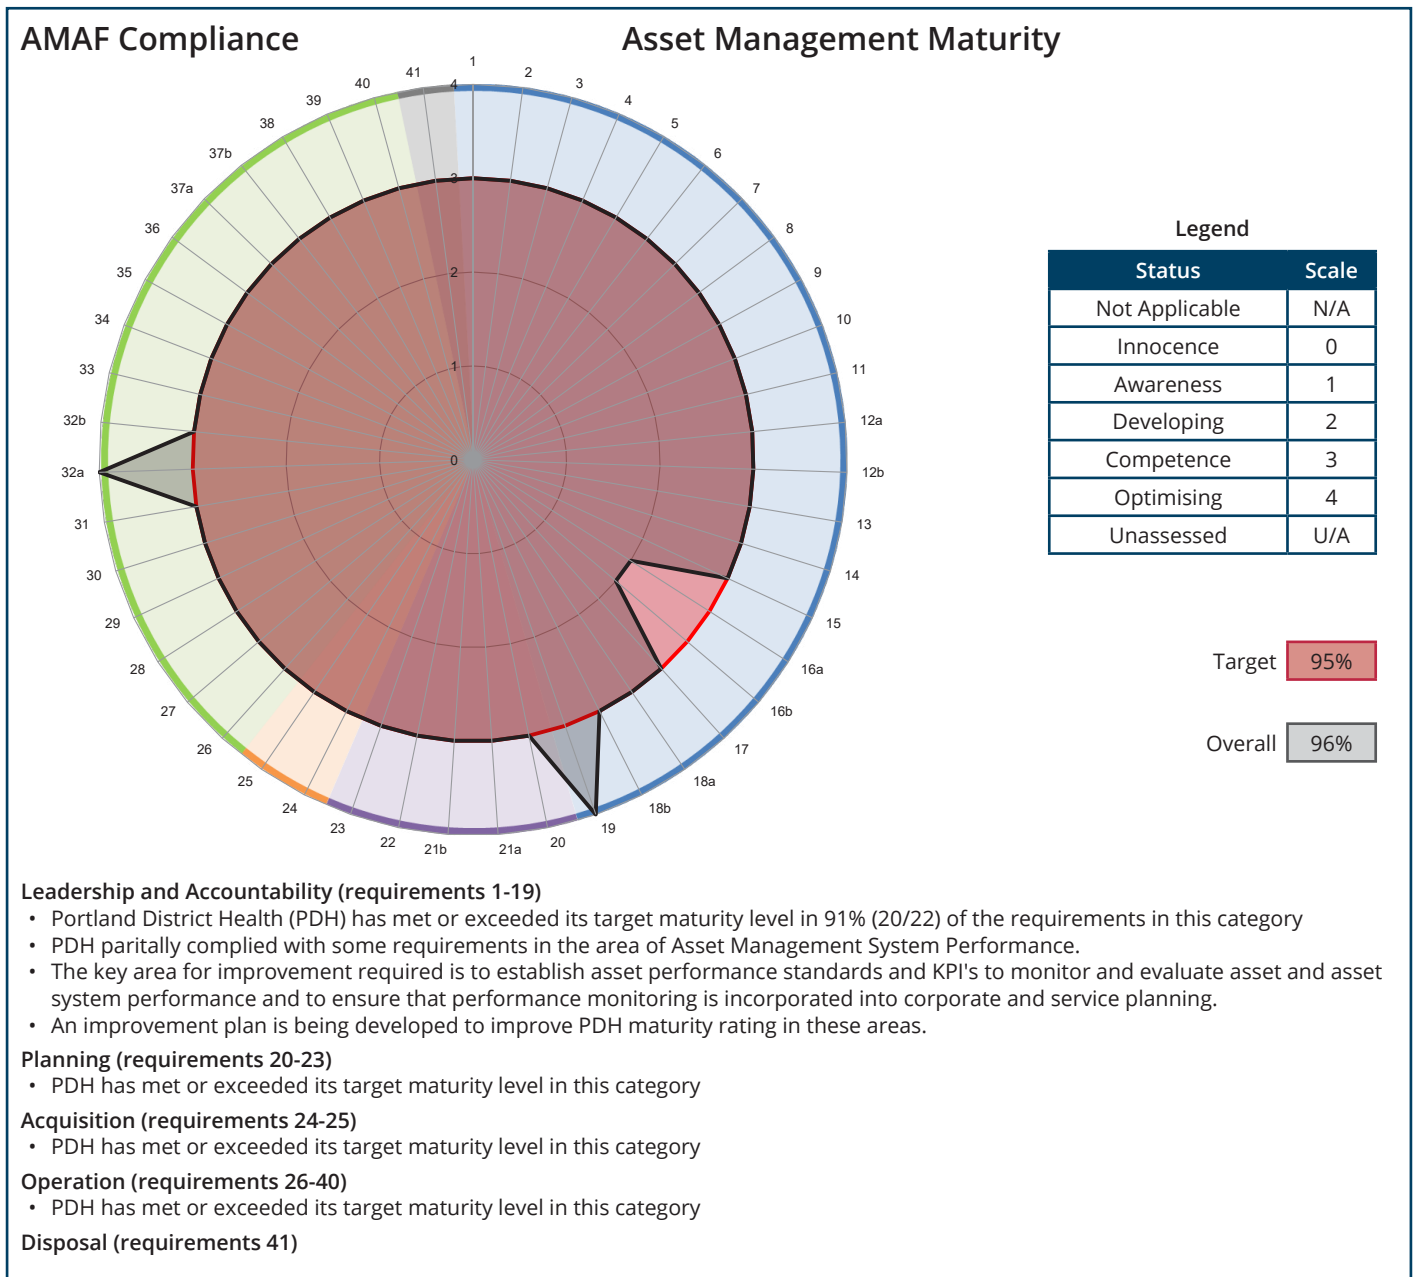 AMAF Compliance
Asset Management Maturity
1
2
3
4
5
6
7
8
9
10
11
12a
12b
13
14
15
16a
16b
17
18a
18b
19
20
21a
21b
22
23
24
25
26
27
28
29
30
31
32a
32b
33
34
35
36
37a
37b
38
39
40
41
4
3
2
1
0
Legend
Status Scale
Not Applicable N/A
Innocence 0
Awareness 1
Developing 2
Competence 3
Optimising 4
Unassessed U/A
Target 95%
Overall 96%
Leadership and Accountability (requirements 1-19)
• Portland District Health (PDH) has met or exceeded its target maturity level in 91% (20/22) of the requirements in this category
• PDH paritally complied with some requirements in the area of Asset Management System Performance.
• The key area for improvement required is to establish asset performance standards and KPI's to monitor and evaluate asset and asset
system performance and to ensure that performance monitoring is incorporated into corporate and service planning.
• An improvement plan is being developed to improve PDH maturity rating in these areas.
Planning (requirements 20-23)
• PDH has met or exceeded its target maturity level in this category
Acquisition (requirements 24-25)
• PDH has met or exceeded its target maturity level in this category
Operation (requirements 26-40)
• PDH has met or exceeded its target maturity level in this category
Disposal (requirements 41)